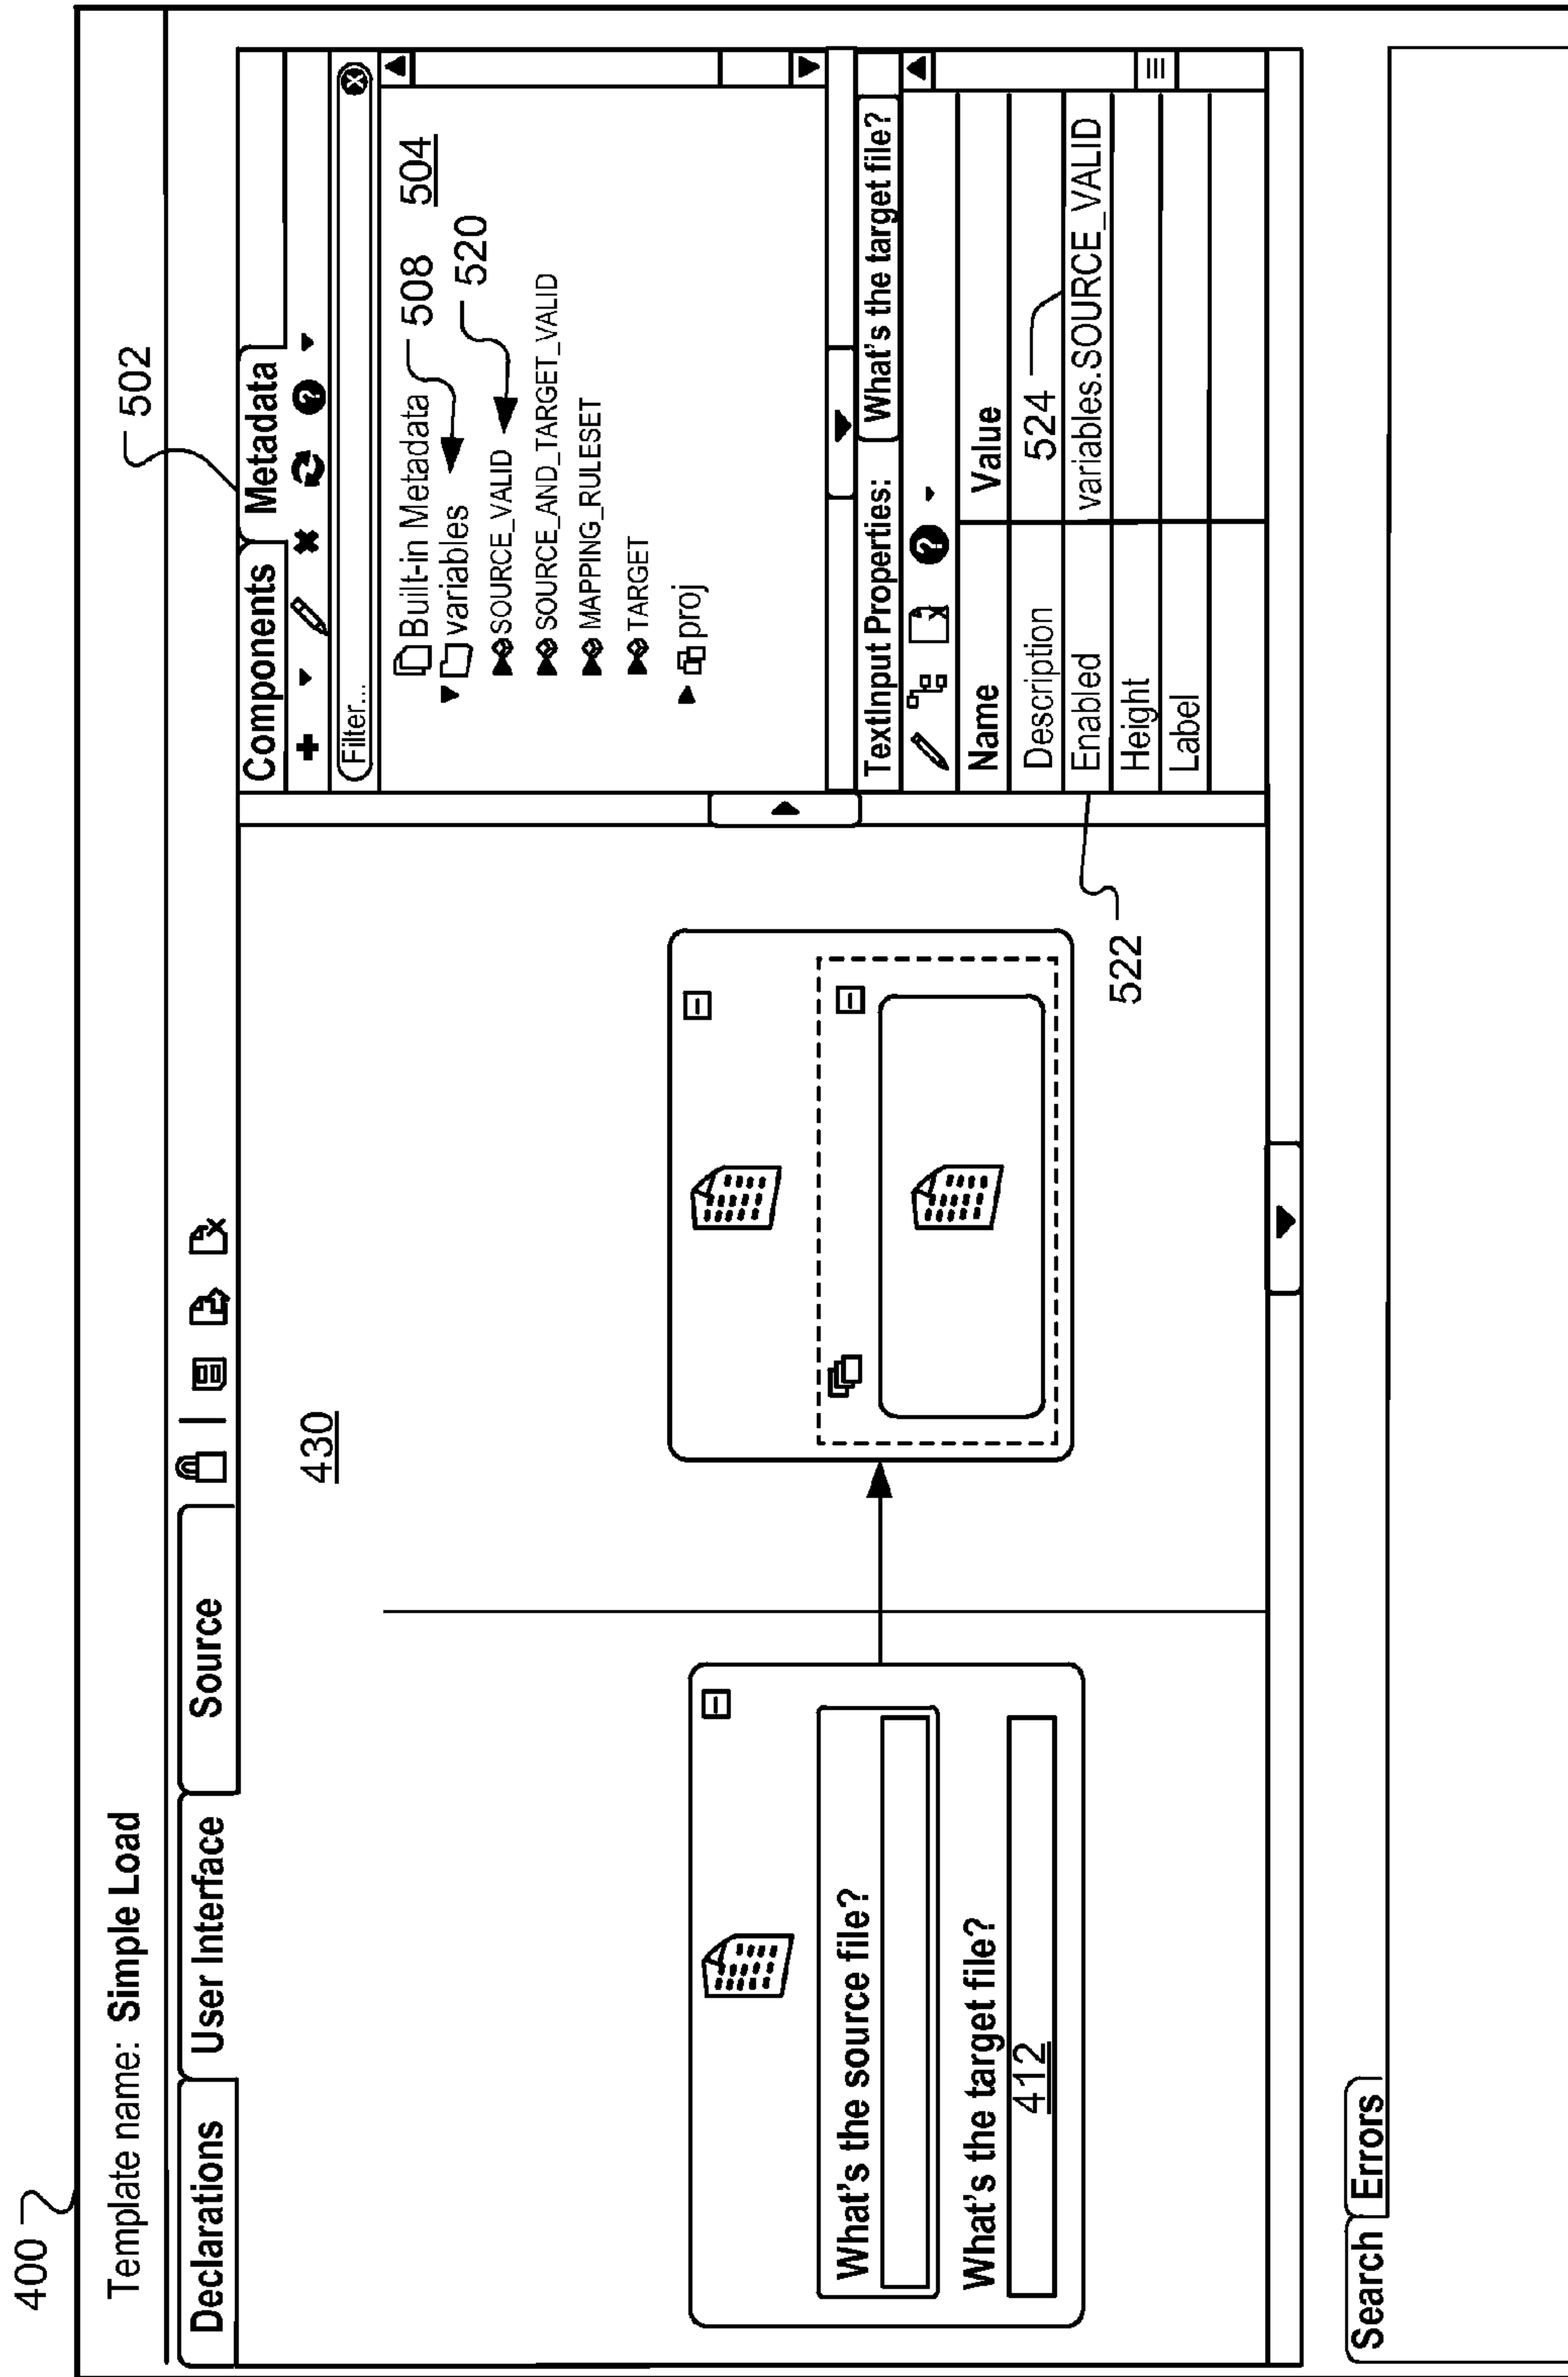 400
Template name: Simple Load
Declarations
User Interface
Source
430
What's the source file?
What's the target file?
412
502
Components
Metadata
Filter...
Built-in Metadata
508
504
variables
520
SOURCE_VALID
SOURCE_AND_TARGET_VALID
MAPPING_RULESET
TARGET
proj
TextInput Properties:
What's the target file?
Name
Value
Description
524
Enabled
variables.SOURCE_VALID
Height
Label
522
Search
Errors